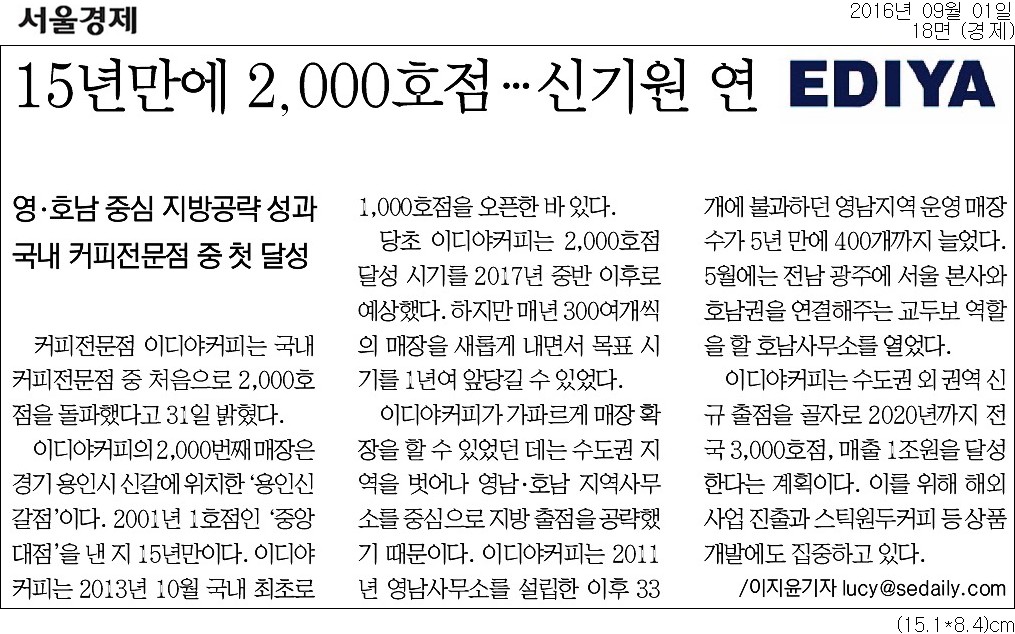 서울경제
2016년 09월 01일
18면 (경제)
15년만에 2,000호점…신기원 연 EDIYA
영·호남 중심 지방공략 성과
국내 커피전문점 중 첫 달성
커피전문점 이디야커피는 국내
커피전문점 중 처음으로 2,000호
점을 돌파했다고 31일 밝혔다.
이디야커피의 2,000번째 매장은
경기 용인시 신갈에 위치한 ‘용인신
갈점’이다. 2001년 1호점인 ‘중앙
대점’을 낸 지 15년만이다. 이디야
커피는 2013년 10월 국내 최초로
1,000호점을 오픈한 바 있다.
당초 이디야커피는 2,000호점
달성 시기를 2017년 중반 이후로
예상했다. 하지만 매년 300여개씩
의 매장을 새롭게 내면서 목표 시
기를 1년여 앞당길 수 있었다.
이디야커피가 가파르게 매장 확
장을 할 수 있었던 데는 수도권 지
역을 벗어나 영남·호남 지역사무
소를 중심으로 지방 출점을 공략했
기 때문이다. 이디야커피는 2011
년 영남사무소를 설립한 이후 33
개에 불과하던 영남지역 운영 매장
수가 5년 만에 400개까지 늘었다.
5월에는 전남 광주에 서울 본사와
호남권을 연결해주는 교두보 역할
을 할 호남사무소를 열었다.
이디야커피는 수도권 외 권역 신
규 출점을 골자로 2020년까지 전
국 3,000호점, 매출 1조원을 달성
한다는 계획이다. 이를 위해 해외
사업 진출과 스틱원두커피 등 상품
개발에도 집중하고 있다.
/이지윤기자 lucy@sedaily.com
(15.1*8.4)cm